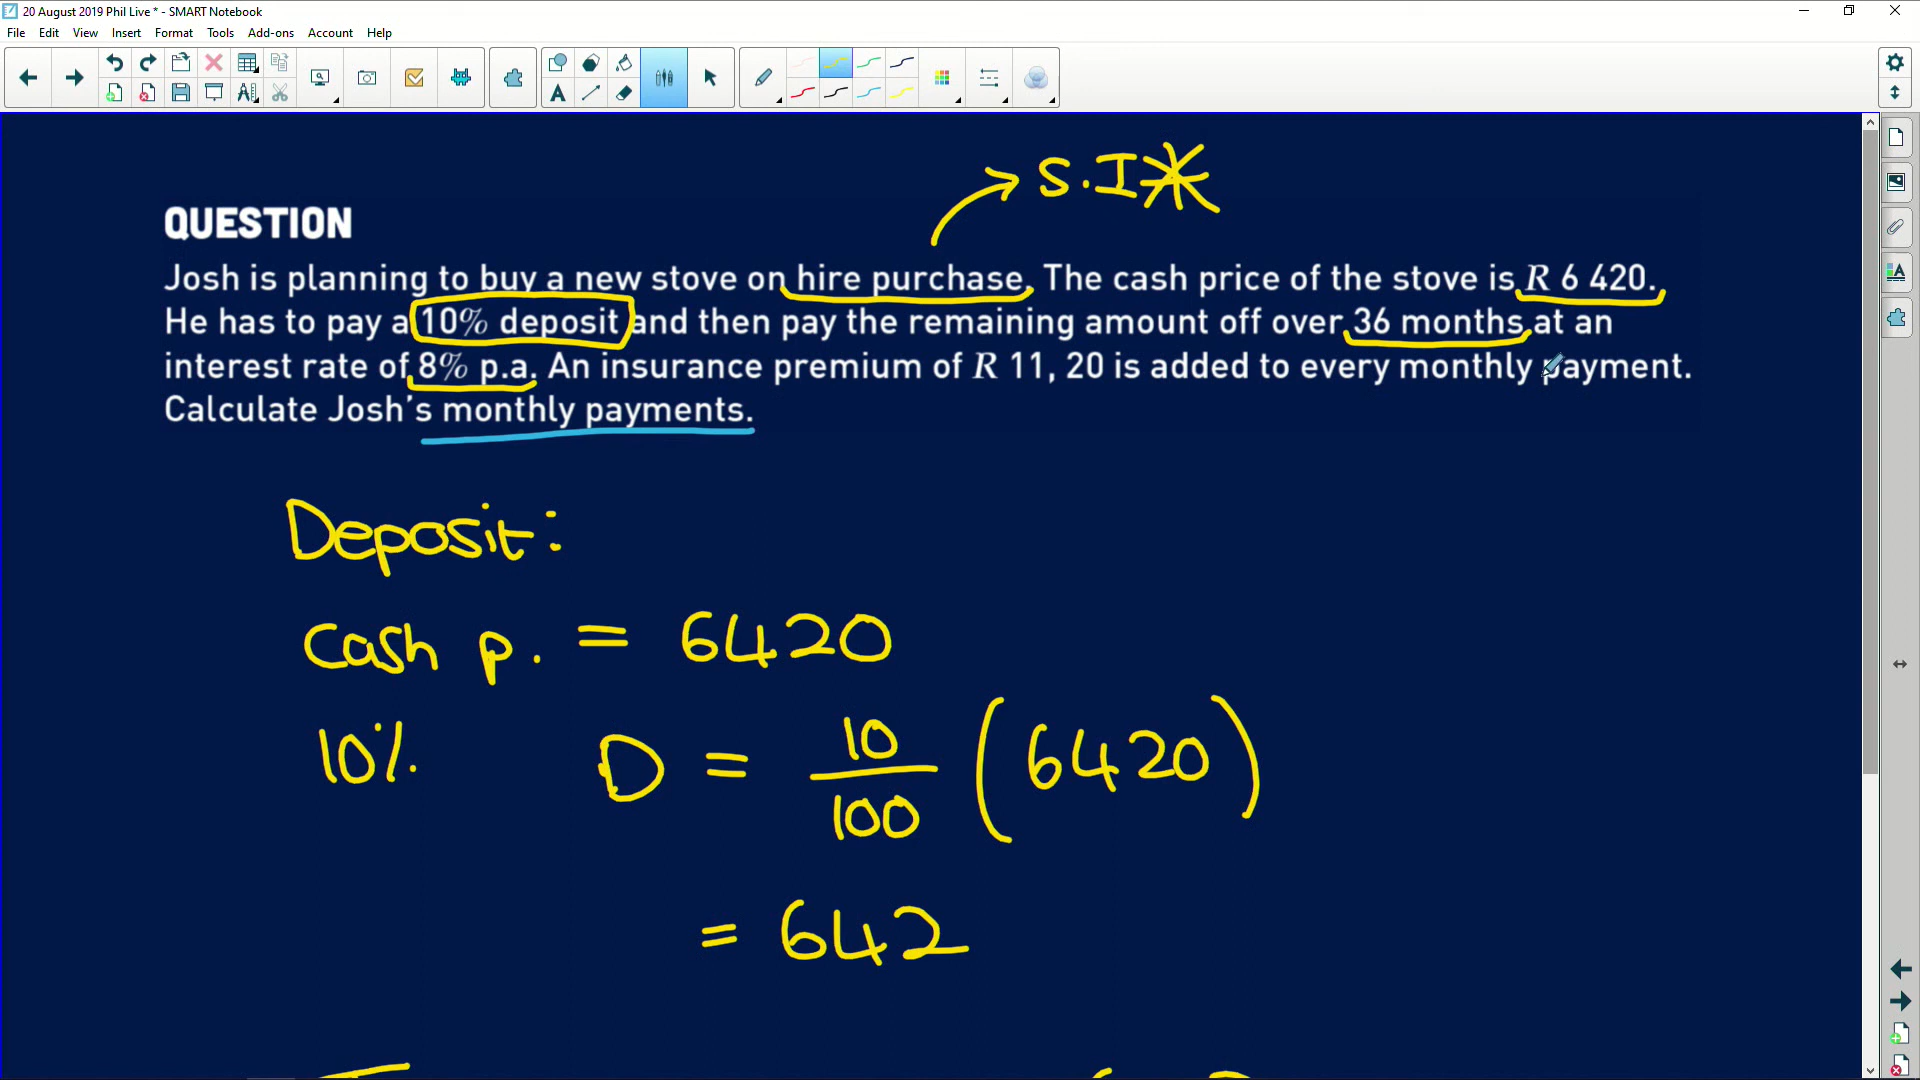 20 August 2019 Phil Live * - SMART Notebook
File Edit View Insert Format Tools Add-ons Account Help
S.I
QUESTION
Josh is planning to buy a new stove on hire purchase. The cash price of the stove is R 6 420.
He has to pay a 10% deposit and then pay the remaining amount off over 36 months at an
interest rate of 8% p.a. An insurance premium of R 11, 20 is added to every monthly payment.
Calculate Josh's monthly payments.
Deposit:
Cash p. = 6420
10% D = 10/100 (6420)
= 642